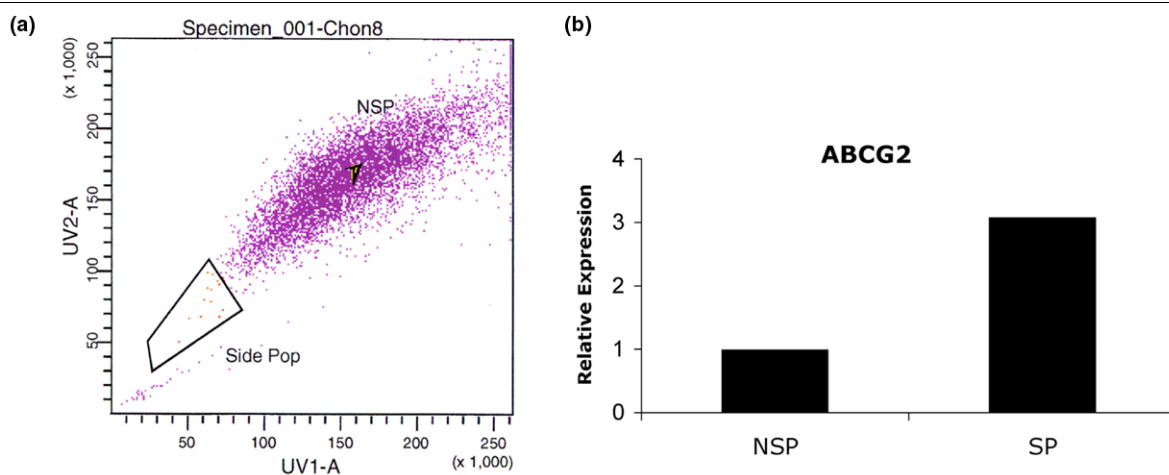 (a)
Specimen_001-Chon8
(x 1,000)
250
200
150
100
50
UV2-A
NSP
Side Pop
50 100 150 200 250
UV1-A
(x 1,000)
(b)
ABCG2
Relative Expression
4
3
2
1
0
NSP SP